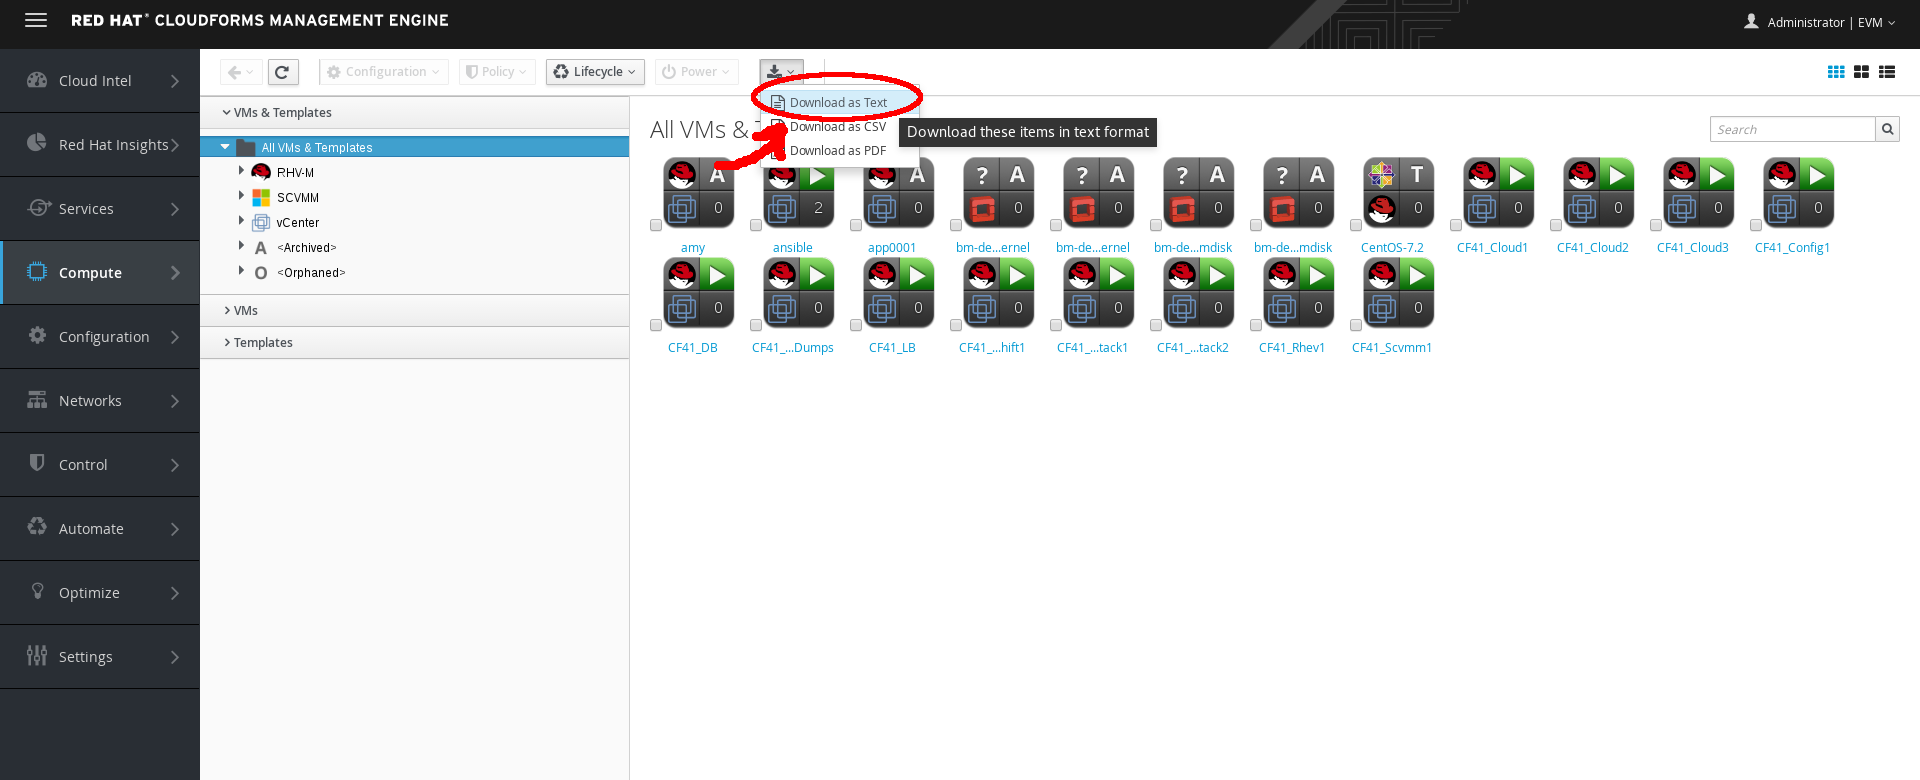 RED HAT® CLOUDFORMS MANAGEMENT ENGINE
Administrator | EVM
Cloud Intel
Red Hat Insights
Services
Compute
Configuration
Networks
Control
Automate
Optimize
Settings
Configuration
Policy
Lifecycle
Power
Download as Text
Download as CSV
Download as PDF
Download these items in text format
VMs & Templates
All VMs & Templates
RHV-M
SCVMM
vCenter
A <Archived>
O <Orphaned>
VMs
Templates
All VMs &
Search
A A ? A ? A ? A ? A T
0 2 0 0 0 0 0 0 0 0 0 0
amy ansible app0001 bm-de...ernel bm-de...ernel bm-de...mdisk bm-de...mdisk CentOS-7.2 CF41_Cloud1 CF41_Cloud2 CF41_Cloud3 CF41_Config1
0 0 0 0 0 0 0 0
CF41_DB CF41_...Dumps CF41_LB CF41_...hift1 CF41_...tack1 CF41_...tack2 CF41_Rhev1 CF41_Scvmm1